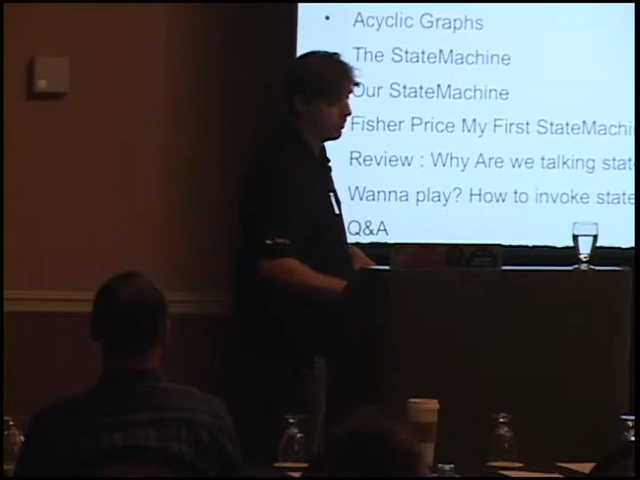 • Acyclic Graphs
The StateMachine
Our StateMachine
Fisher Price My First StateMachi
Review : Why Are we talking stat
Wanna play? How to invoke state
Q&A